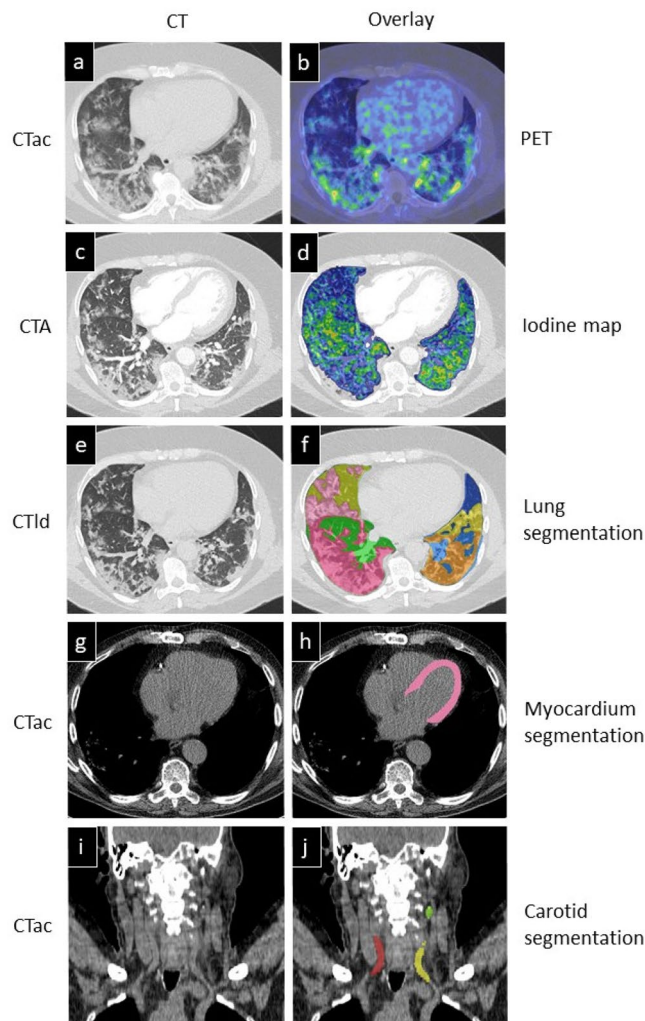 CT
Overlay
a
b
CTac
PET
c
d
CTA
Iodine map
e
f
CTld
Lung
segmentation
g
h
CTac
Myocardium
segmentation
i
j
CTac
Carotid
segmentation